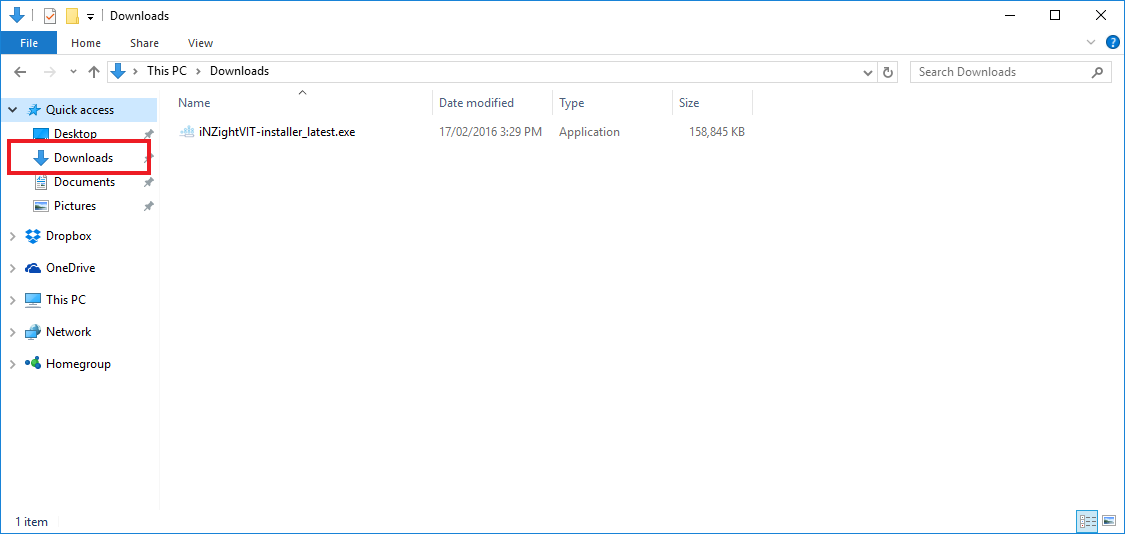 Downloads
File Home Share View
This PC > Downloads
Search Downloads
Name Date modified Type Size
iNZightVIT-installer_latest.exe 17/02/2016 3:29 PM Application 158,845 KB
Quick access
Desktop
Downloads
Documents
Pictures
Dropbox
OneDrive
This PC
Network
Homegroup
1 item